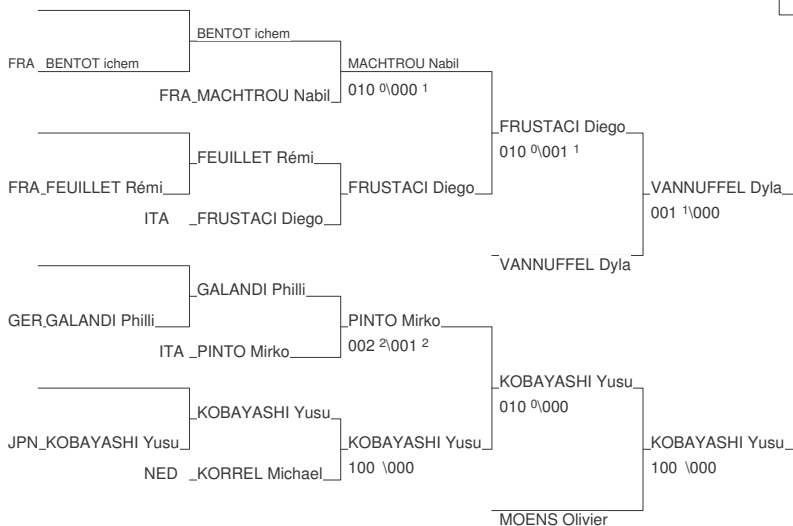 BENTOT ichem
FRA BENTOT ichem
MACHTROU Nabil
FRA MACHTROU Nabil
010 0\000 1
FRUSTACI Diego
010 0\001 1
FEUILLET Rémi
FRA FEUILLET Rémi
FRUSTACI Diego
VANNUFFEL Dyla
001 1\000
ITA FRUSTACI Diego
VANNUFFEL Dyla
GALANDI Philli
GER GALANDI Philli
PINTO Mirko
ITA PINTO Mirko
002 2\001 2
KOBAYASHI Yusu
010 0\000
KOBAYASHI Yusu
JPN KOBAYASHI Yusu
KOBAYASHI Yusu
KOBAYASHI Yusu
NED KORREL Michael
100 \000
100 \000
MOENS Olivier